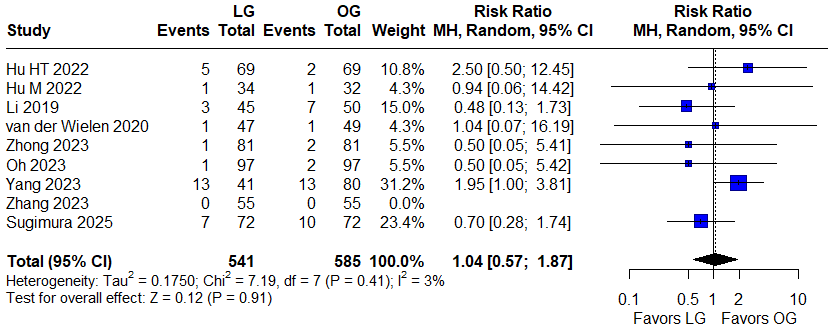 LG OG Risk Ratio Risk Ratio
Study Events Total Events Total Weight MH, Random, 95% CI MH, Random, 95% CI
Hu HT 2022 5 69 2 69 10.8% 2.50 [0.50; 12.45]
Hu M 2022 1 34 1 32 4.3% 0.94 [0.06; 14.42]
Li 2019 3 45 7 50 15.0% 0.48 [0.13; 1.73]
van der Wielen 2020 1 47 1 49 4.3% 1.04 [0.07; 16.19]
Zhong 2023 1 81 2 81 5.5% 0.50 [0.05; 5.41]
Oh 2023 1 97 2 97 5.5% 0.50 [0.05; 5.42]
Yang 2023 13 41 13 80 31.2% 1.95 [1.00; 3.81]
Zhang 2023 0 55 0 55 0.0%
Sugimura 2025 7 72 10 72 23.4% 0.70 [0.28; 1.74]
Total (95% CI) 541 585 100.0% 1.04 [0.57; 1.87]
Heterogeneity: Tau² = 0.1750; Chi² = 7.19, df = 7 (P = 0.41); I² = 3%
Test for overall effect: Z = 0.12 (P = 0.91)
0.1 0.5 1 2 10
Favors LG Favors OG